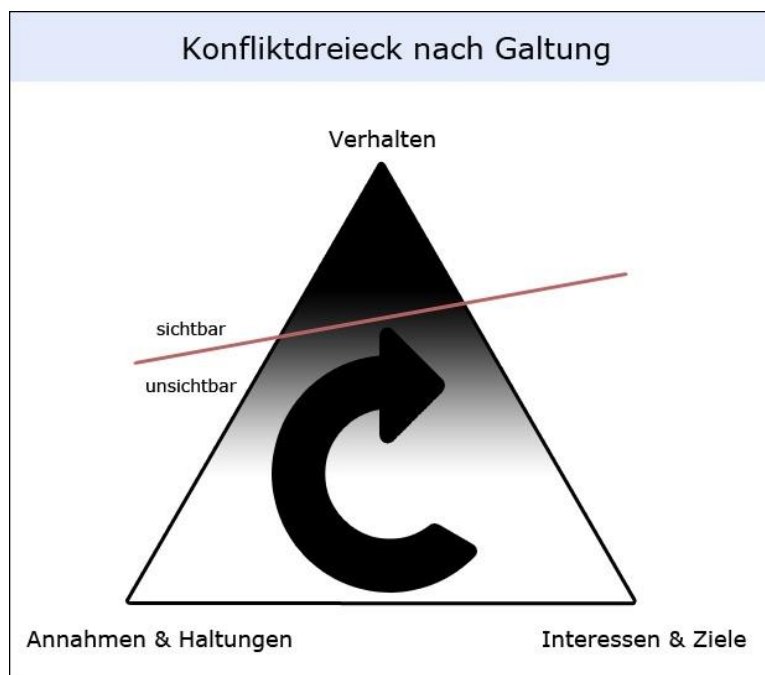 Konfliktdreieck nach Galtung
Verhalten
sichtbar
unsichtbar
Annahmen & Haltungen
Interessen & Ziele